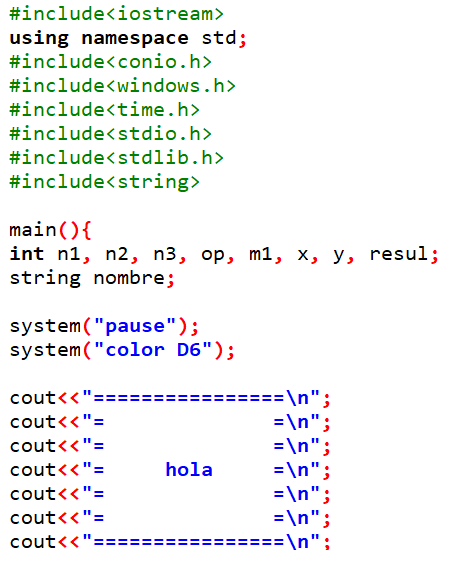 #include<iostream>
using namespace std;
#include<conio.h>
#include<windows.h>
#include<time.h>
#include<stdio.h>
#include<stdlib.h>
#include<string>
main(){
int n1, n2, n3, op, m1, x, y, resul;
string nombre;
system("pause");
system("color D6");
cout<<"================\n";
cout<<"=              =\n";
cout<<"=              =\n";
cout<<"=     hola     =\n";
cout<<"=              =\n";
cout<<"=              =\n";
cout<<"================\n";